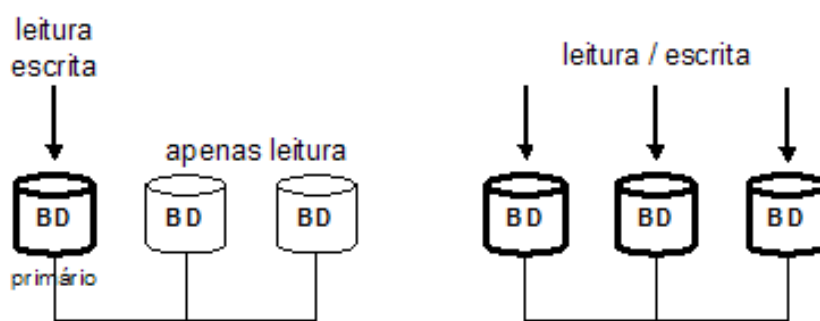 leitura
escrita
leitura / escrita
apenas leitura
BD
BD
BD
BD
BD
BD
primário